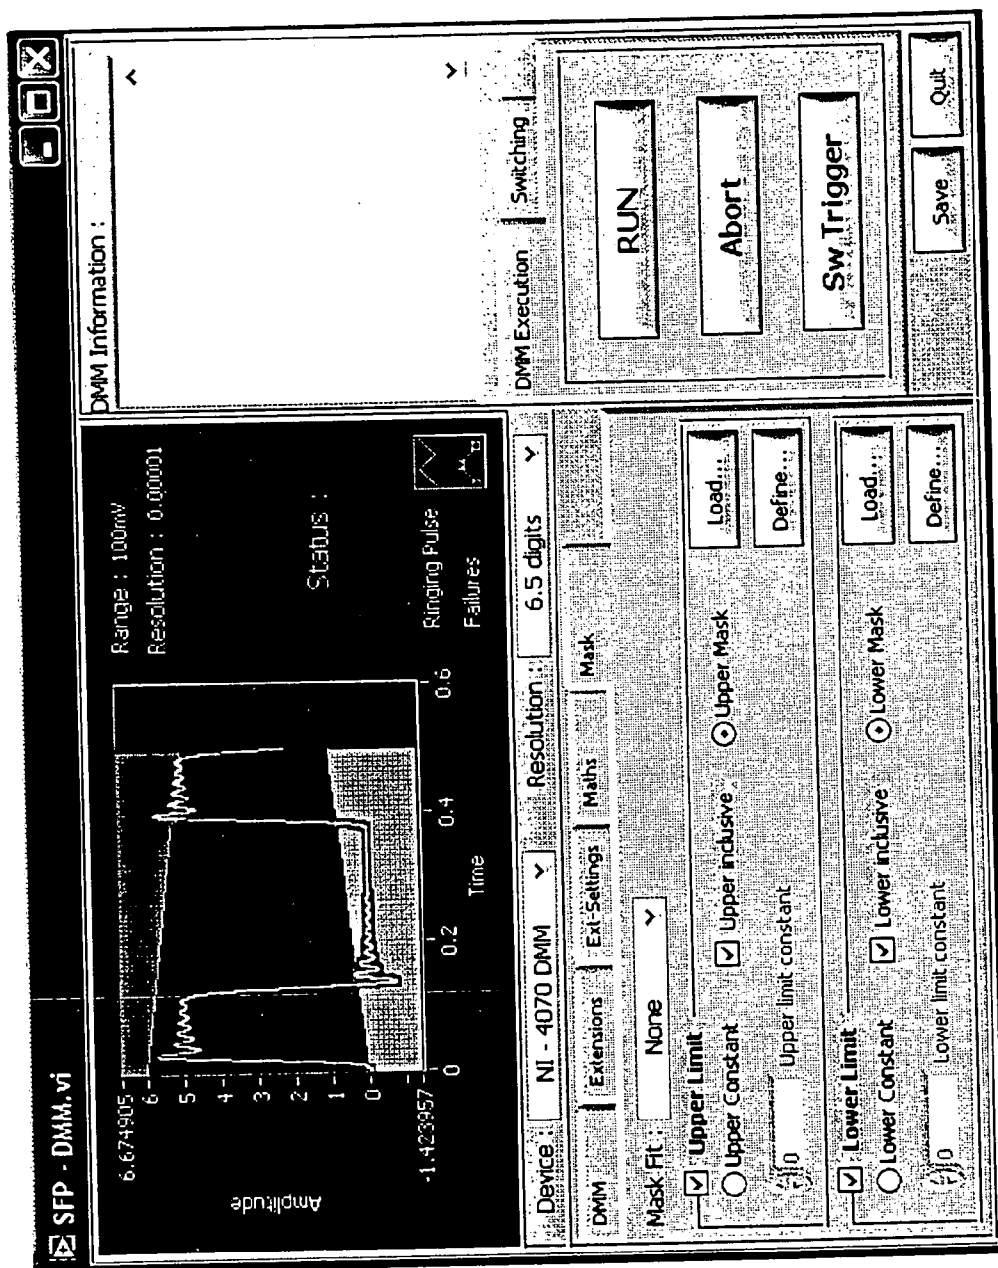 SFP - DMM.vi
6.674905
6
5
4
3
2
1
0
-1.423957
Amplitude
0
0.2
0.4
0.6
Time
Range : 100mV
Resolution : 0.00001
Status :
Ringing Pulse
Failures
DMM Information :
Device : NI - 4070 DMM Resolution : 6.5 digits
DMM Extensions Ext-Settings Maths Mask
Mask Fit : None
Upper Limit
Upper Constant Upper inclusive Upper Mask
0 Upper limit constant
Load...
Define...
Lower Limit
Lower Constant Lower inclusive Lower Mask
0 Lower limit constant
Load...
Define...
DMM Execution Switching
RUN
Abort
Sw Trigger
Save Quit